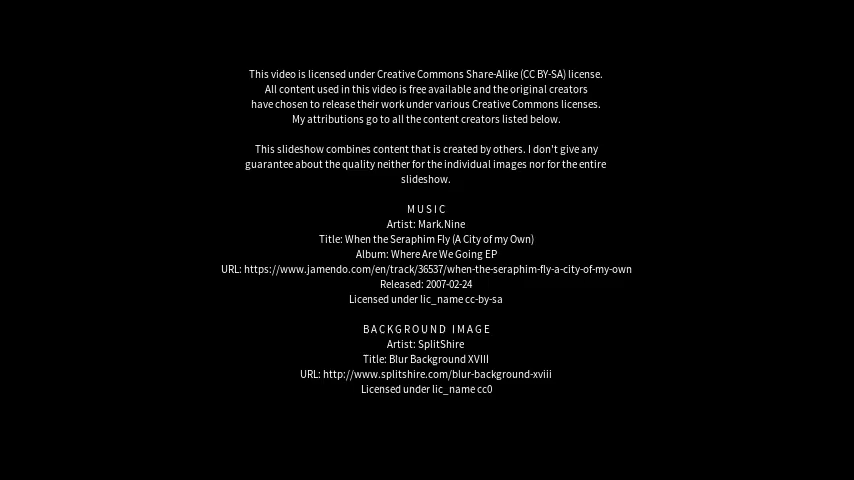 This video is licensed under Creative Commons Share-Alike (CC BY-SA) license.
All content used in this video is free available and the original creators
have chosen to release their work under various Creative Commons licenses.
My attributions go to all the content creators listed below.
This slideshow combines content that is created by others. I don't give any
guarantee about the quality neither for the individual images nor for the entire
slideshow.
M U S I C
Artist: Mark.Nine
Title: When the Seraphim Fly (A City of my Own)
Album: Where Are We Going EP
URL: https://www.jamendo.com/en/track/36537/when-the-seraphim-fly-a-city-of-my-own
Released: 2007-02-24
Licensed under lic_name cc-by-sa
B A C K G R O U N D   I M A G E
Artist: SplitShire
Title: Blur Background XVIII
URL: http://www.splitshire.com/blur-background-xviii
Licensed under lic_name cc0